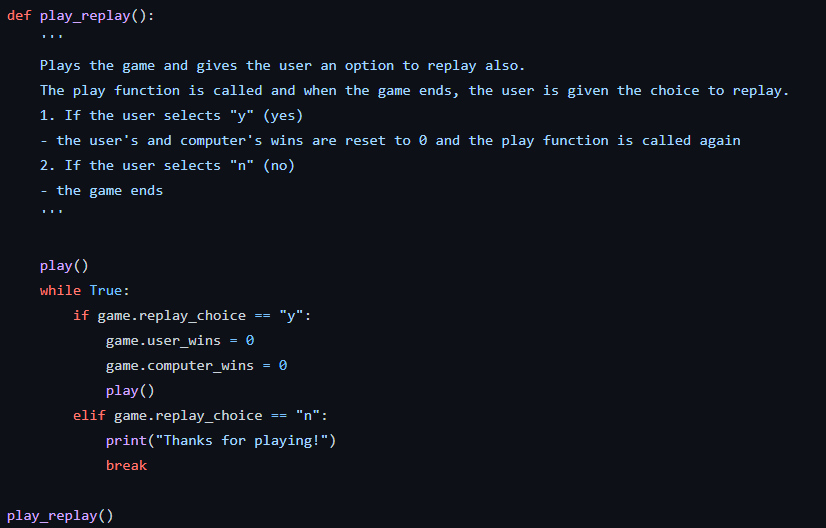 def play_replay():
    '''
    Plays the game and gives the user an option to replay also.
    The play function is called and when the game ends, the user is given the choice to replay.
    1. If the user selects "y" (yes)
    - the user's and computer's wins are reset to 0 and the play function is called again
    2. If the user selects "n" (no)
    - the game ends
    '''
    play()
    while True:
        if game.replay_choice == "y":
            game.user_wins = 0
            game.computer_wins = 0
            play()
        elif game.replay_choice == "n":
            print("Thanks for playing!")
            break
play_replay()